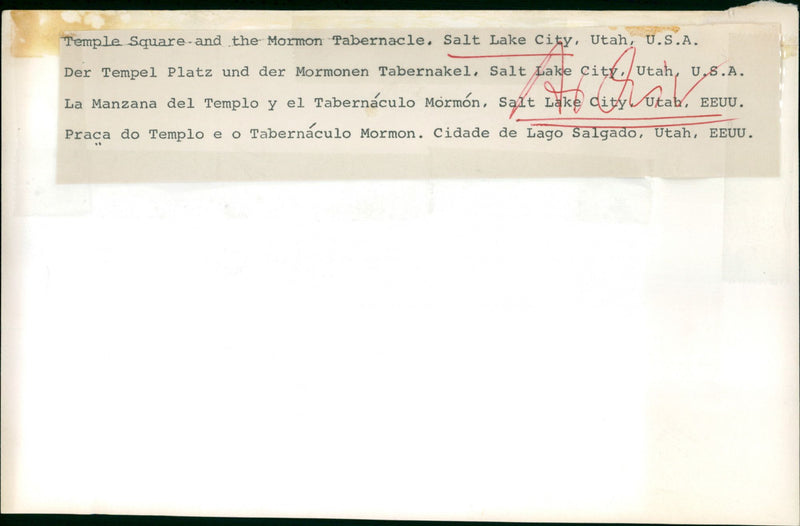 Temple Square and the Mormon Tabernacle. Salt Lake City, Utah, U.S.A.
Der Tempel Platz und der Mormonen Tabernakel, Salt Lake City, Utah, U.S.A.
La Manzana del Templo y el Tabernáculo Mormón, Salt Lake City, Utah, EEUU.
Praça do Templo e o Tabernáculo Mormon. Cidade de Lago Salgado, Utah, EEUU.